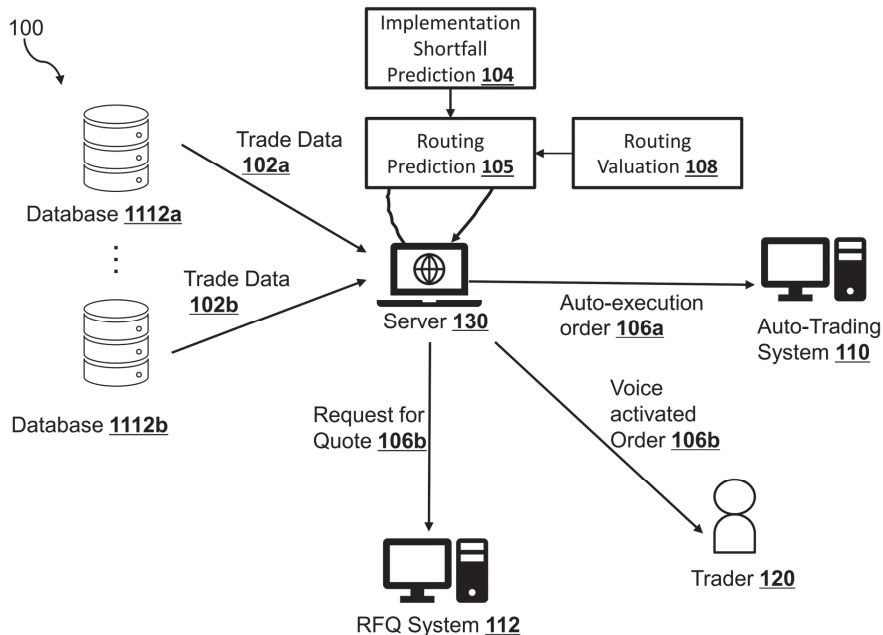 100
Implementation
Shortfall
Prediction 104
Trade Data
102a
Routing
Prediction 105
Routing
Valuation 108
Database 1112a
Trade Data
102b
Server 130
Auto-execution
order 106a
Auto-Trading
System 110
Database 1112b
Request for
Quote 106b
Voice
activated
Order 106b
Trader 120
RFQ System 112